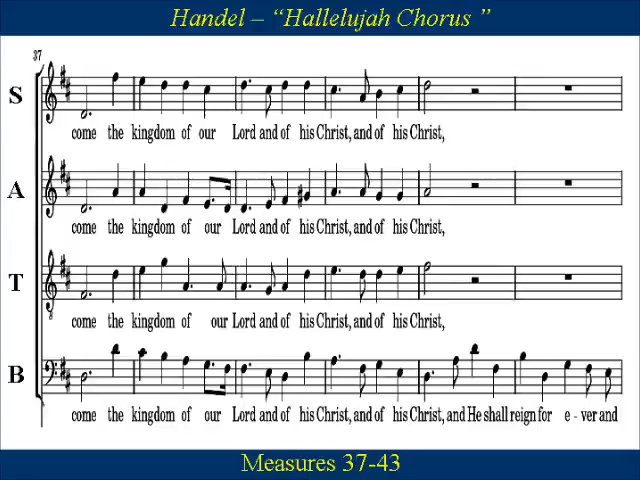 Handel – “Hallelujah Chorus ”
37
S
come the kingdom of our Lord and of his Christ, and of his Christ,
A
come the kingdom of our Lord and of his Christ, and of his Christ,
T
8
come the kingdom of our Lord and of his Christ, and of his Christ,
B
come the kingdom of our Lord and of his Christ, and of his Christ, and He shall reign for e - ver and
Measures 37-43